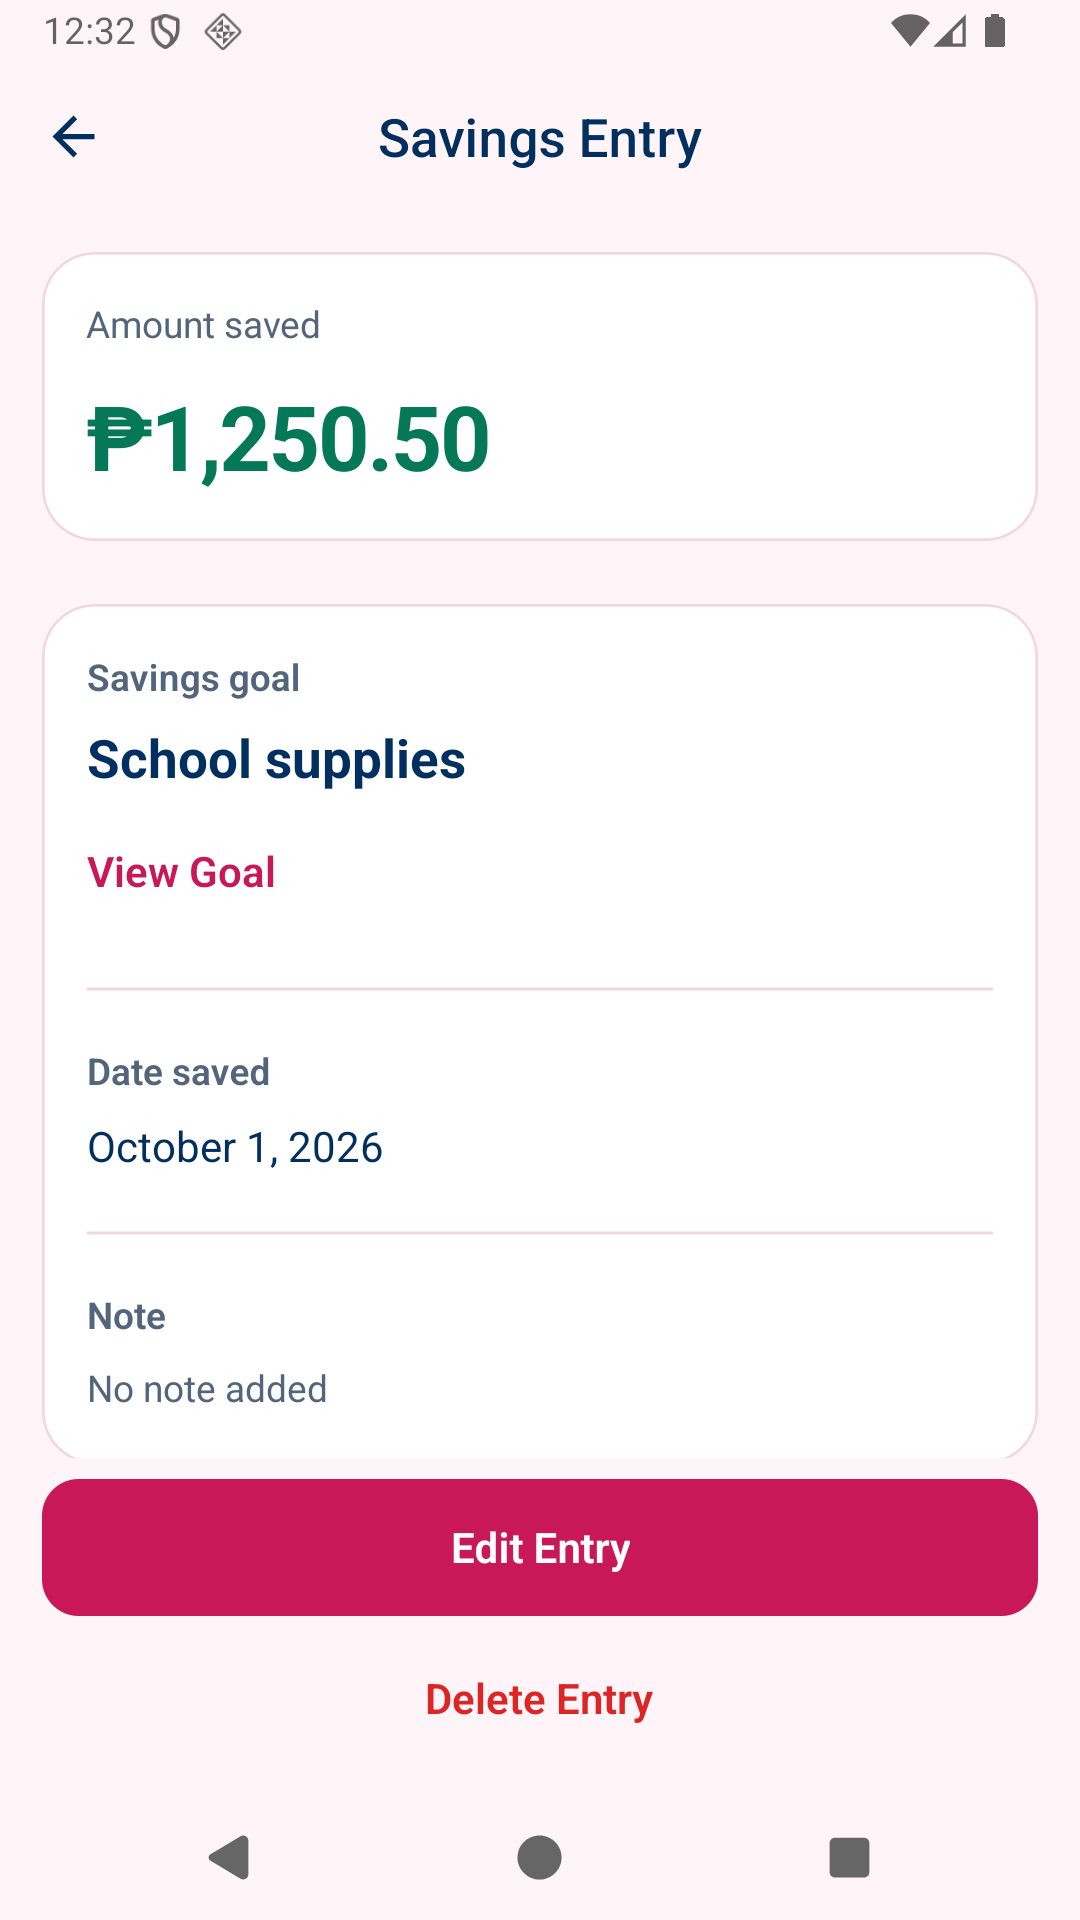 12:32
Savings Entry
Amount saved
₱1,250.50
Savings goal
School supplies
View Goal
Date saved
October 1, 2026
Note
No note added
Edit Entry
Delete Entry